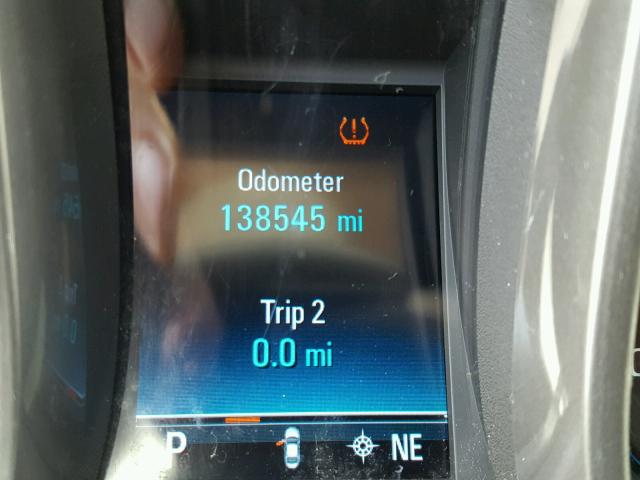 Odometer
138545 mi
Trip 2
0.0 mi
P NE